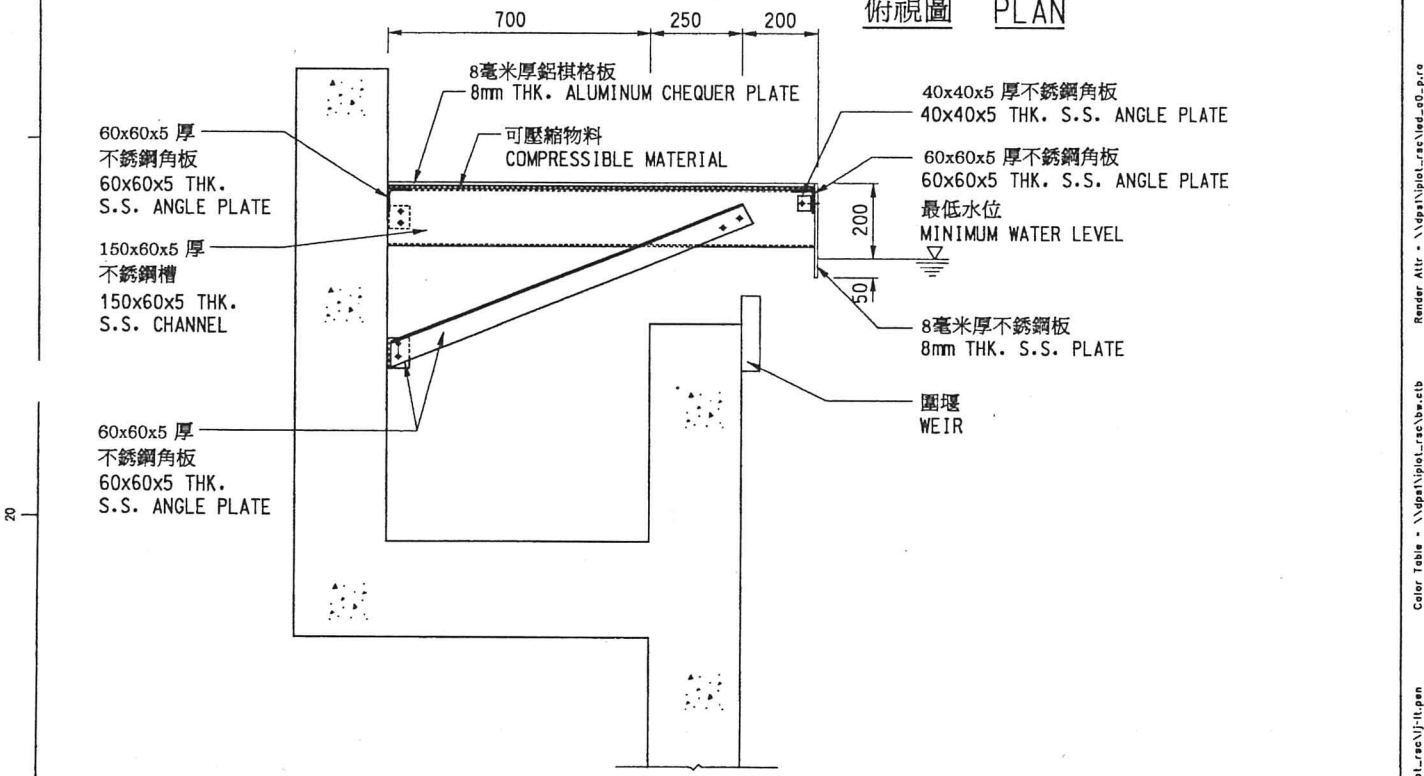 俯視圖 PLAN
700
250
200
8毫米厚鋁棋格板
8mm THK. ALUMINUM CHEQUER PLATE
可壓縮物料
COMPRESSIBLE MATERIAL
60x60x5 厚
不銹鋼角板
60x60x5 THK.
S.S. ANGLE PLATE
150x60x5 厚
不銹鋼槽
150x60x5 THK.
S.S. CHANNEL
60x60x5 厚
不銹鋼角板
60x60x5 THK.
S.S. ANGLE PLATE
40x40x5 厚不銹鋼角板
40x40x5 THK. S.S. ANGLE PLATE
60x60x5 厚不銹鋼角板
60x60x5 THK. S.S. ANGLE PLATE
最低水位
MINIMUM WATER LEVEL
200
50
8毫米厚不銹鋼板
8mm THK. S.S. PLATE
圍堰
WEIR
20
Render Attr - \\dps1\iplot_rsc\led_a0_p.ra
Color Table - \\dps1\iplot_rsc\bw.ctb